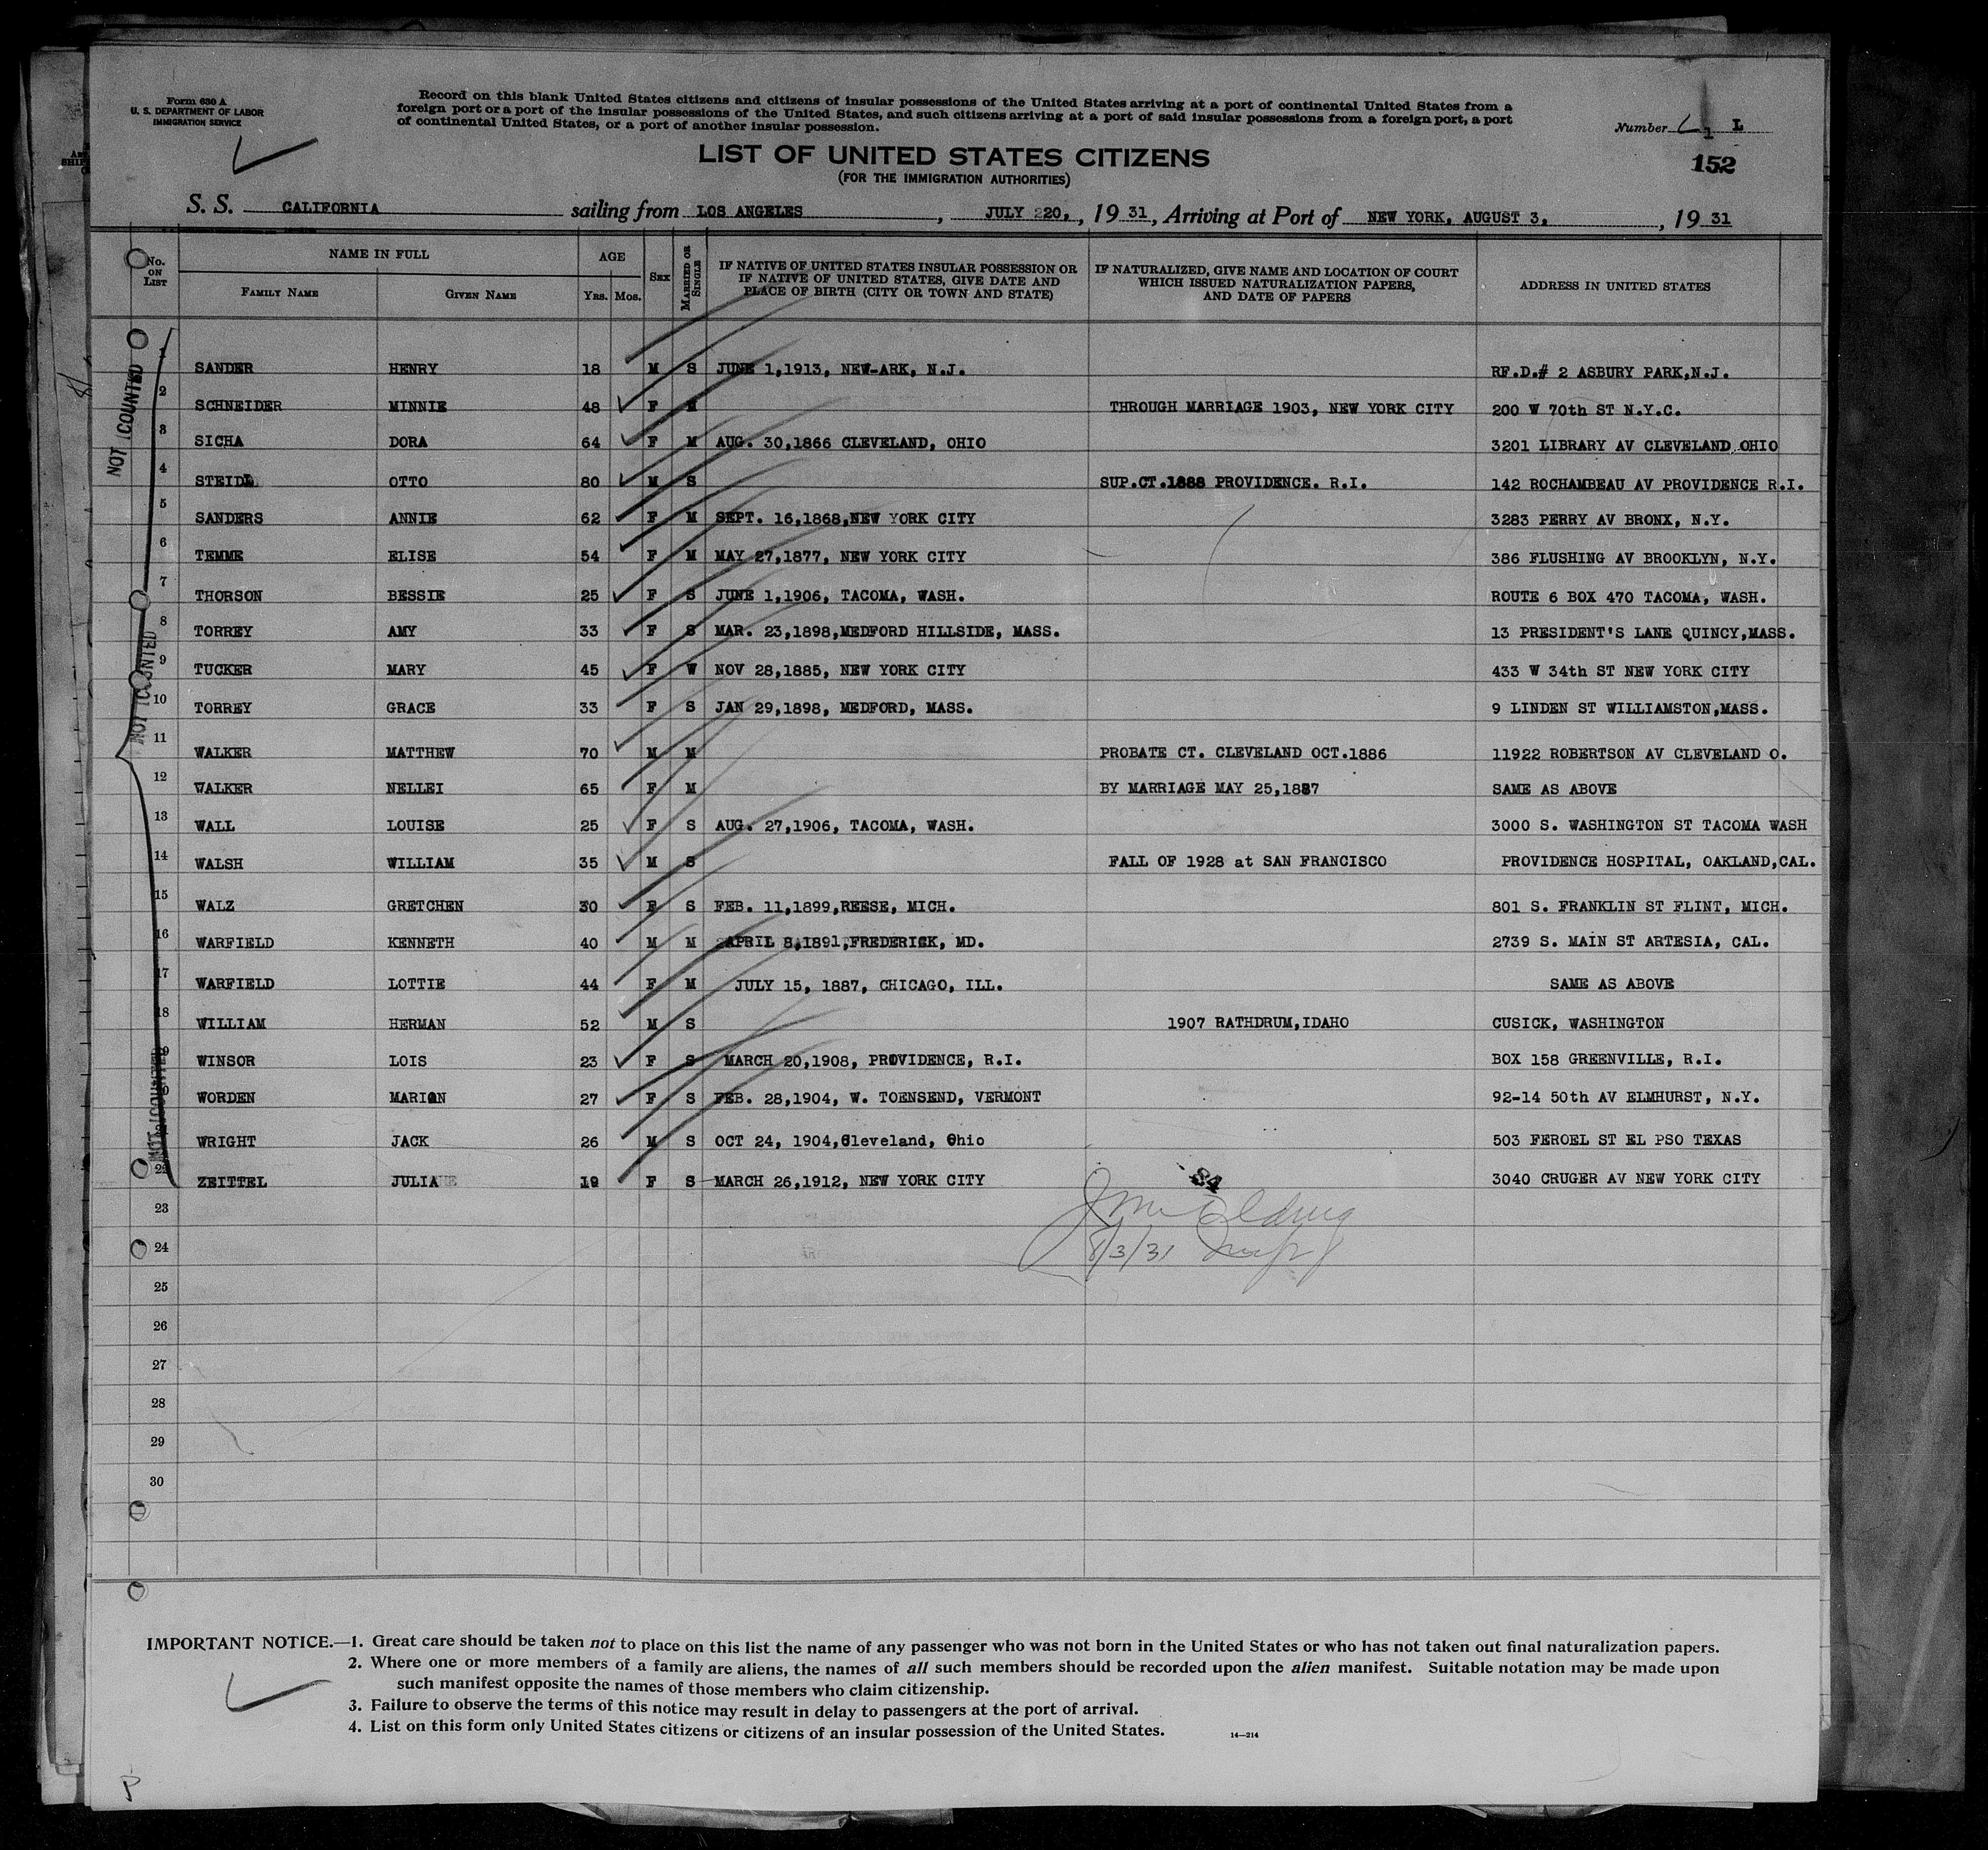 Form 630 A
U. S. DEPARTMENT OF LABOR
IMMIGRATION SERVICE
Record on this blank United States citizens and citizens of insular possessions of the United States arriving at a port of continental United States from a
foreign port or a port of the insular possessions of the United States, and such citizens arriving at a port of said insular possessions from a foreign port, a port
of continental United States, or a port of another insular possession.
Number 1 L
152
LIST OF UNITED STATES CITIZENS
(FOR THE IMMIGRATION AUTHORITIES)
S. S. CALIFORNIA sailing from LOS ANGELES, JULY 20, 1931, Arriving at Port of NEW YORK, AUGUST 3, 1931
No. ON LIST NAME IN FULL FAMILY NAME GIVEN NAME AGE YRS. MOS. SEX MARRIED OR SINGLE IF NATIVE OF UNITED STATES INSULAR POSSESSION OR IF NATIVE OF UNITED STATES, GIVE DATE AND PLACE OF BIRTH (CITY OR TOWN AND STATE) IF NATURALIZED, GIVE NAME AND LOCATION OF COURT WHICH ISSUED NATURALIZATION PAPERS, AND DATE OF PAPERS ADDRESS IN UNITED STATES
1 SANDER HENRY 18 M S JUNE 1,1913, NEW-ARK, N.J. RF.D.# 2 ASBURY PARK,N.J.
2 SCHNEIDER MINNIE 48 F M THROUGH MARRIAGE 1903, NEW YORK CITY 200 W 70th ST N.Y.C.
3 SICHA DORA 64 F M AUG. 30,1866 CLEVELAND, OHIO 3201 LIBRARY AV CLEVELAND OHIO
4 STEIDL OTTO 80 M S SUP.CT.1888 PROVIDENCE. R.I. 142 ROCHAMBEAU AV PROVIDENCE R.I.
5 SANDERS ANNIE 62 F M SEPT. 16,1868,NEW YORK CITY 3283 PERRY AV BRONX, N.Y.
6 TEMME ELISE 54 F M MAY 27,1877, NEW YORK CITY 386 FLUSHING AV BROOKLYN, N.Y.
7 THORSON BESSIE 25 F S JUNE 1,1906, TACOMA, WASH. ROUTE 6 BOX 470 TACOMA, WASH.
8 TORREY AMY 33 F S MAR. 23,1898,MEDFORD HILLSIDE, MASS. 13 PRESIDENT'S LANE QUINCY,MASS.
9 TUCKER MARY 45 F W NOV 28,1885, NEW YORK CITY 433 W 34th ST NEW YORK CITY
10 TORREY GRACE 33 F S JAN 29,1898, MEDFORD, MASS. 9 LINDEN ST WILLIAMSTON,MASS.
11 WALKER MATTHEW 70 M M PROBATE CT. CLEVELAND OCT.1886 11922 ROBERTSON AV CLEVELAND O.
12 WALKER NELLEI 65 F M BY MARRIAGE MAY 25,1887 SAME AS ABOVE
13 WALL LOUISE 25 F S AUG. 27,1906, TACOMA, WASH. 3000 S. WASHINGTON ST TACOMA WASH
14 WALSH WILLIAM 35 M S FALL OF 1928 at SAN FRANCISCO PROVIDENCE HOSPITAL, OAKLAND,CAL.
15 WALZ GRETCHEN 30 F S FEB. 11,1899,REESE, MICH. 801 S. FRANKLIN ST FLINT, MICH.
16 WARFIELD KENNETH 40 M M APRIL 8,1891,FREDERICK, MD. 2739 S. MAIN ST ARTESIA, CAL.
17 WARFIELD LOTTIE 44 F M JULY 15, 1887, CHICAGO, ILL. SAME AS ABOVE
18 WILLIAM HERMAN 52 M S 1907 RATHDRUM,IDAHO CUSICK, WASHINGTON
19 WINSOR LOIS 23 F S MARCH 20,1908, PROVIDENCE, R.I. BOX 158 GREENVILLE, R.I.
20 WORDEN MARION 27 F S FEB. 28,1904, W. TOENSEND, VERMONT 92-14 50th AV ELMHURST, N.Y.
21 WRIGHT JACK 26 M S OCT 24, 1904,Cleveland, Ohio 503 FEROEL ST EL PSO TEXAS
22 ZEITTEL JULIA 19 F S MARCH 26,1912, NEW YORK CITY 3040 CRUGER AV NEW YORK CITY
NOT COUNTED
NOT COUNTED
NOT COUNTED
84
23
8/3/31
24
25
26
27
28
29
30
IMPORTANT NOTICE.—1. Great care should be taken not to place on this list the name of any passenger who was not born in the United States or who has not taken out final naturalization papers.
2. Where one or more members of a family are aliens, the names of all such members should be recorded upon the alien manifest. Suitable notation may be made upon
such manifest opposite the names of those members who claim citizenship.
3. Failure to observe the terms of this notice may result in delay to passengers at the port of arrival.
4. List on this form only United States citizens or citizens of an insular possession of the United States.
14—214